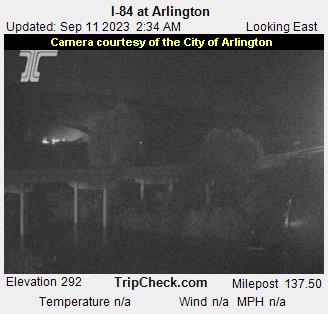 I-84 at Arlington
Updated: Sep 11 2023 2:34 AM Looking East
Camera courtesy of the City of Arlington
Elevation 292 TripCheck.com Milepost 137.50
Temperature n/a Wind n/a MPH n/a